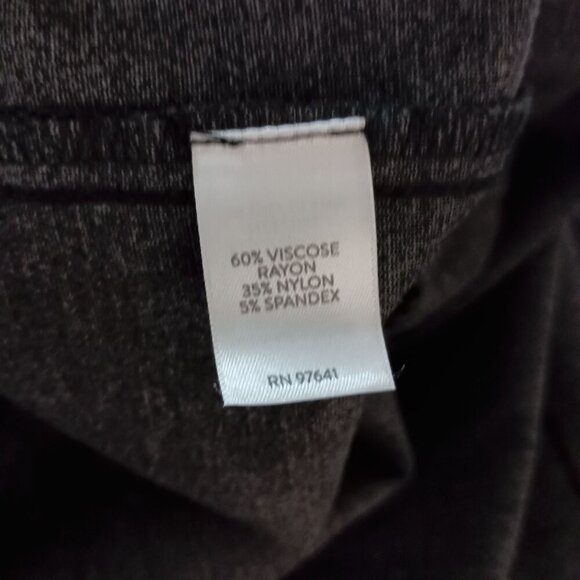 60% VISCOSE
RAYON
35% NYLON
5% SPANDEX
RN 97641